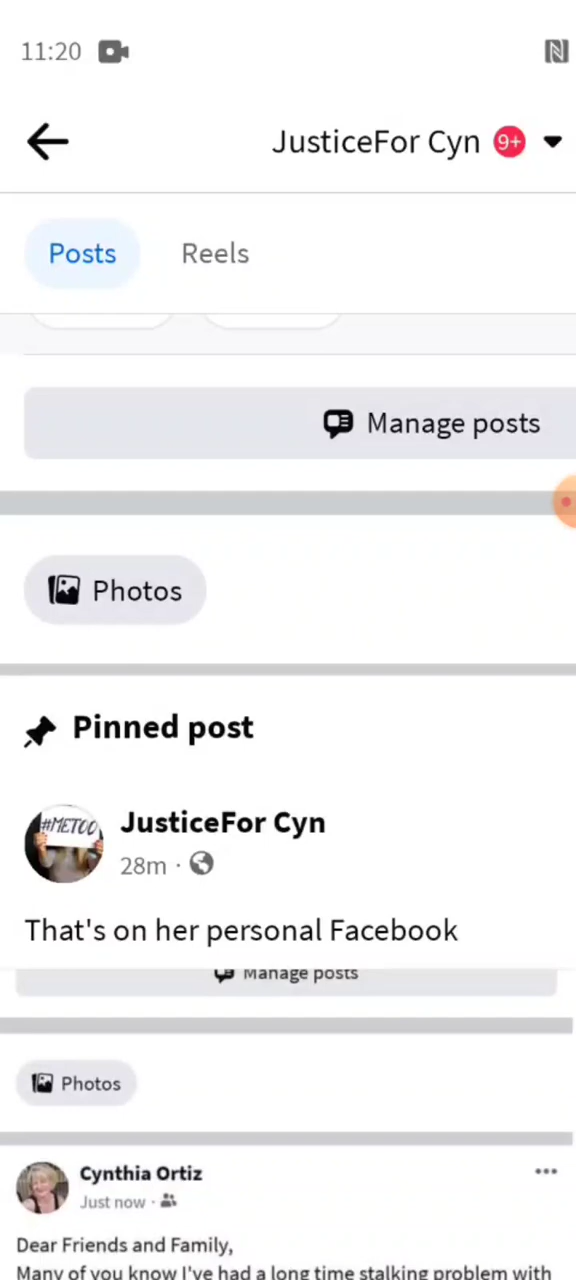 11:20
JusticeFor Cyn 9+
Posts Reels
Manage posts
Photos
Pinned post
#METOO
JusticeFor Cyn
28m ·
That's on her personal Facebook
Manage posts
Photos
Cynthia Ortiz
Just now ·
Dear Friends and Family,
Many of you know I've had a long time stalking problem with